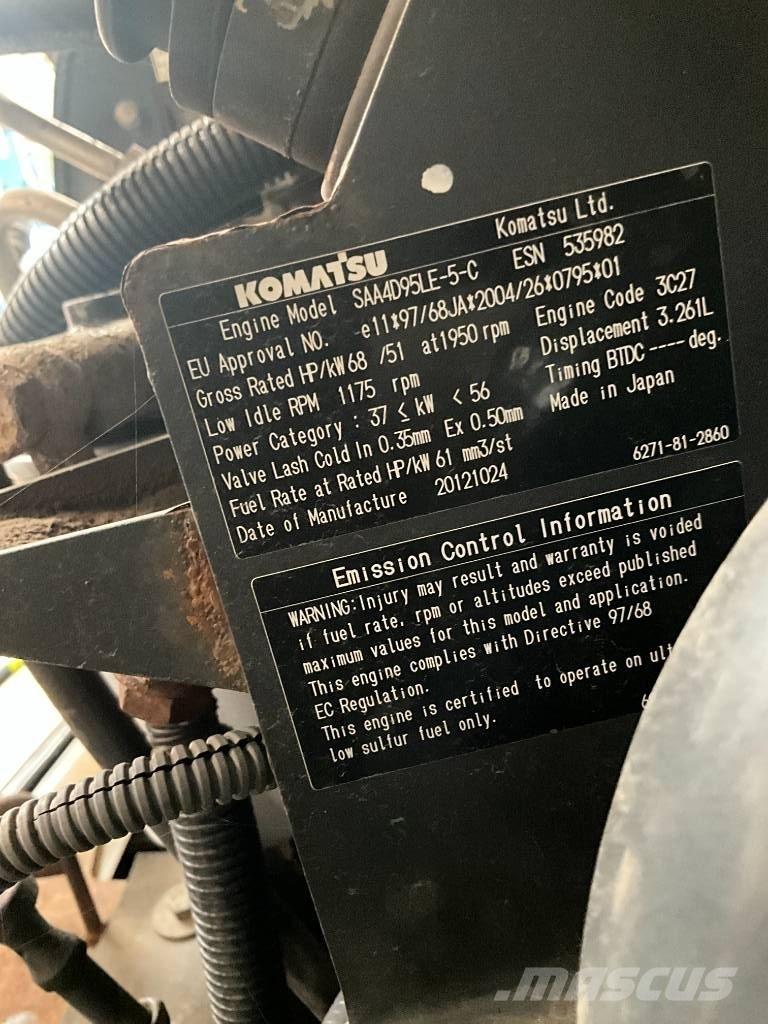 KOMATSU Komatsu Ltd.
Engine Model SAA4D95LE-5-C ESN 535982
EU Approval NO. e11*97/68JA*2004/26*0795*01
Gross Rated HP/kW 68 /51 at1950 rpm Engine Code 3C27
Low Idle RPM 1175 rpm Displacement 3.261L
Power Category : 37 ≤ kW < 56 Timing BTDC ---- deg.
Valve Lash Cold In 0.35mm Ex 0.50mm Made in Japan
Fuel Rate at Rated HP/kW 61 mm3/st
Date of Manufacture 20121024 6271-81-2860
Emission Control Information
WARNING:Injury may result and warranty is voided
if fuel rate, rpm or altitudes exceed published
maximum values for this model and application.
This engine complies with Directive 97/68
EC Regulation.
This engine is certified to operate on ult
low sulfur fuel only. 6
MASCUS